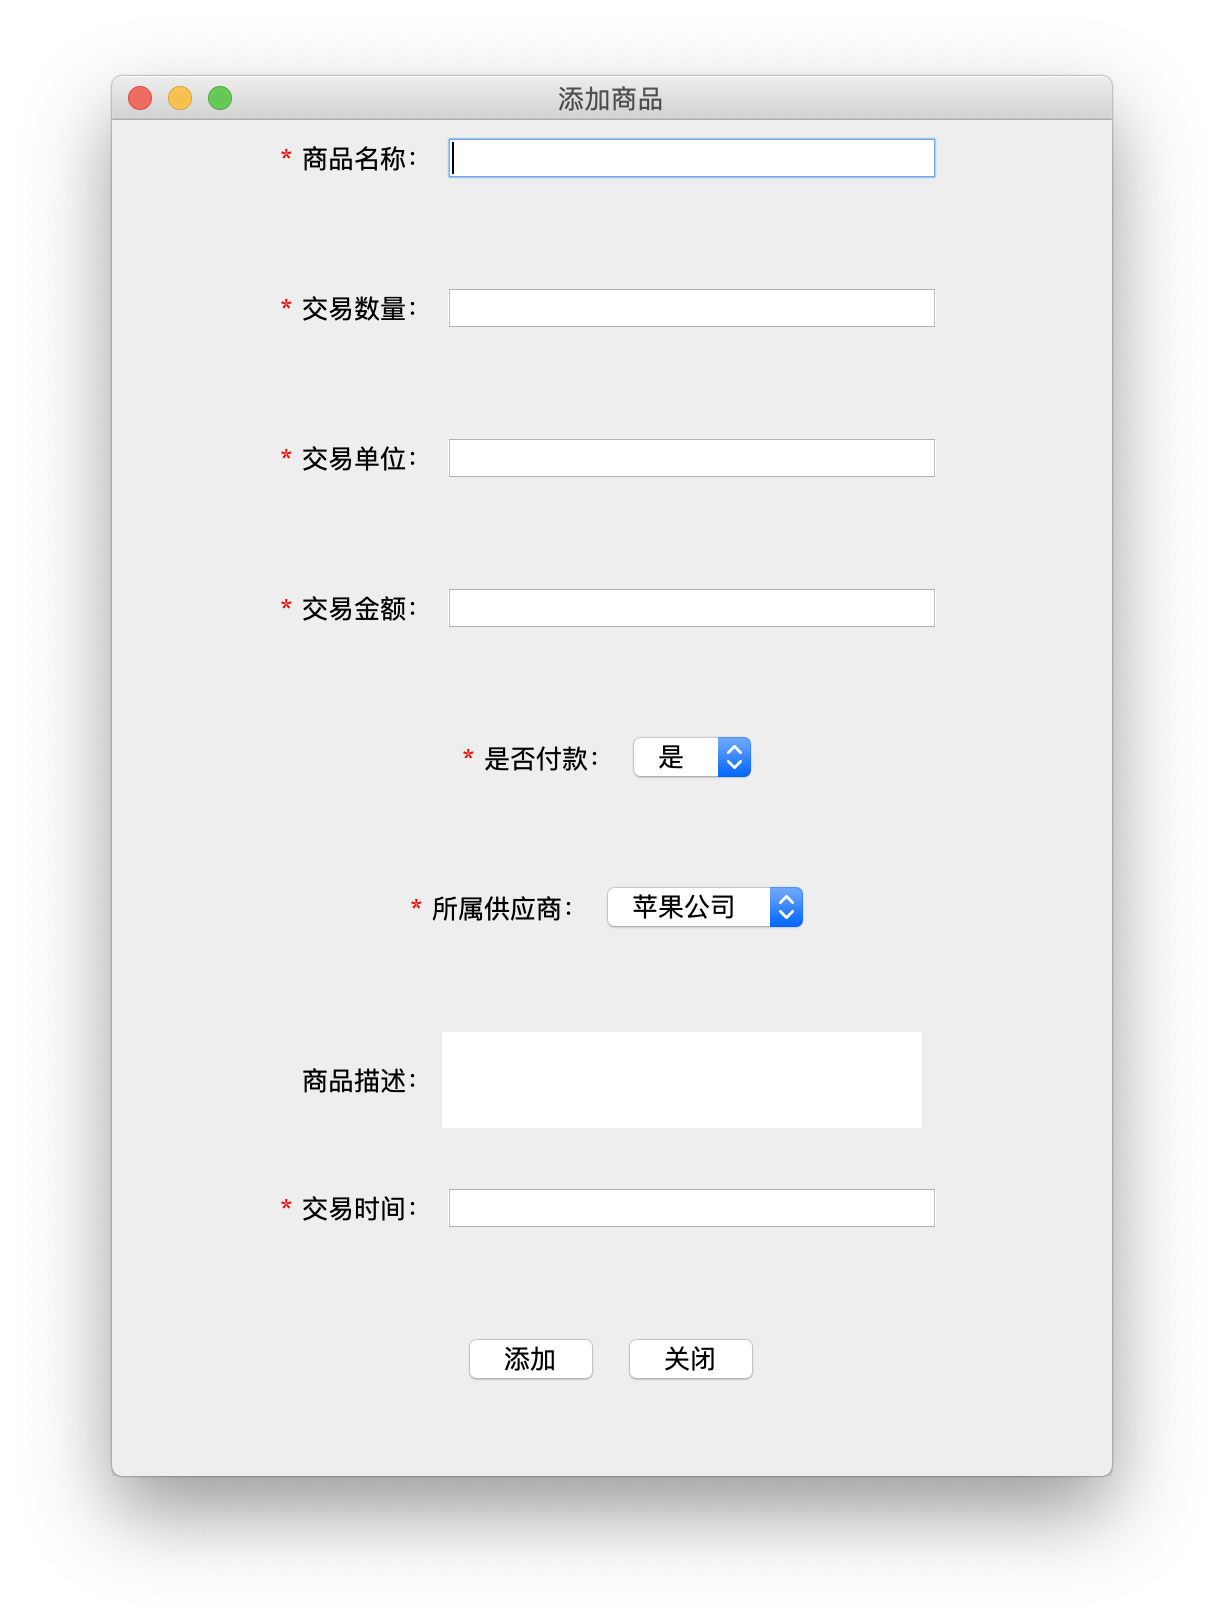 添加商品
* 商品名称：
* 交易数量：
* 交易单位：
* 交易金额：
* 是否付款： 是
* 所属供应商： 苹果公司
商品描述：
* 交易时间：
添加 关闭